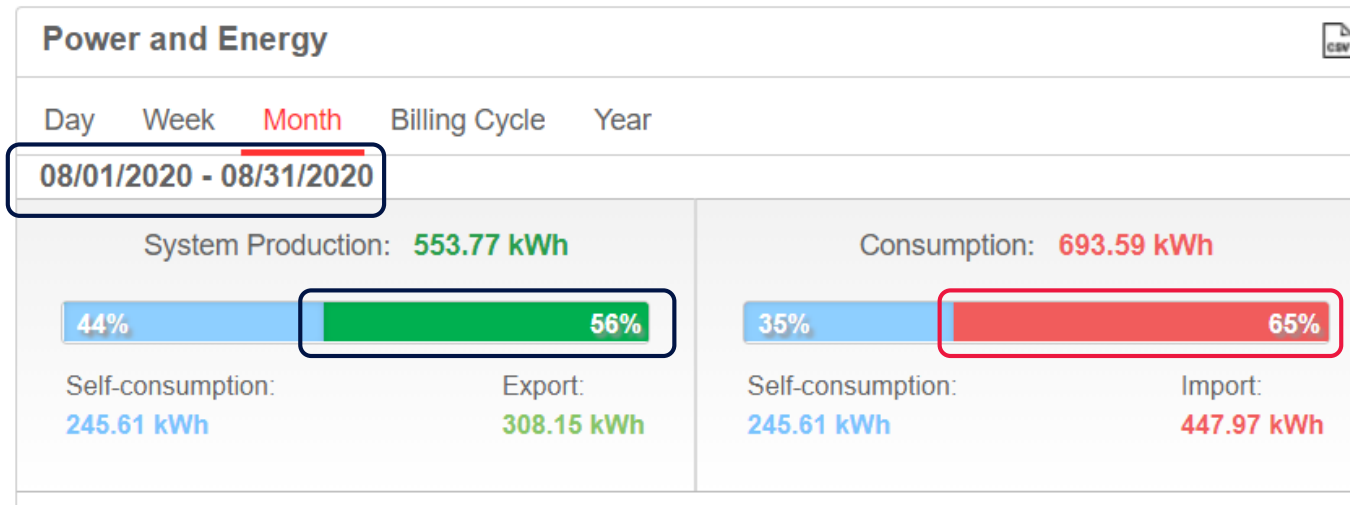 Power and Energy
CSV
Day Week Month Billing Cycle Year
08/01/2020 - 08/31/2020
System Production: 553.77 kWh
44% 56%
Self-consumption: Export:
245.61 kWh 308.15 kWh
Consumption: 693.59 kWh
35% 65%
Self-consumption: Import:
245.61 kWh 447.97 kWh